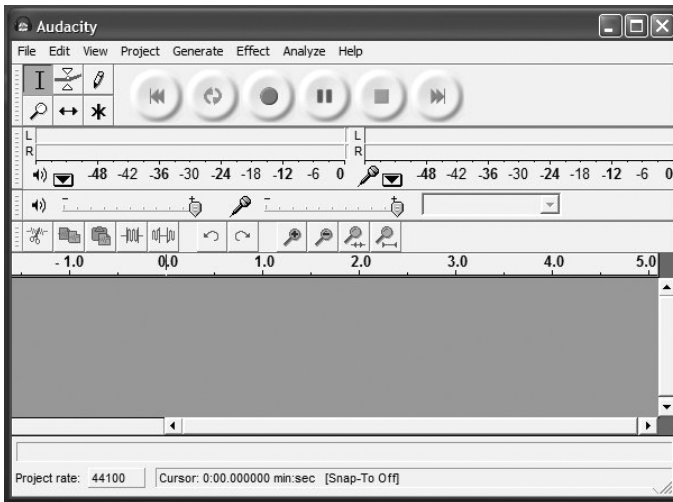 Audacity
File Edit View Project Generate Effect Analyze Help
L L
R R
-48 -42 -36 -30 -24 -18 -12 -6 0 -48 -42 -36 -30 -24 -18 -12 -6 0
- + - +
- 1.0 0,0 1.0 2.0 3.0 4.0 5.0
Project rate: 44100 Cursor: 0:00.000000 min:sec [Snap-To Off]